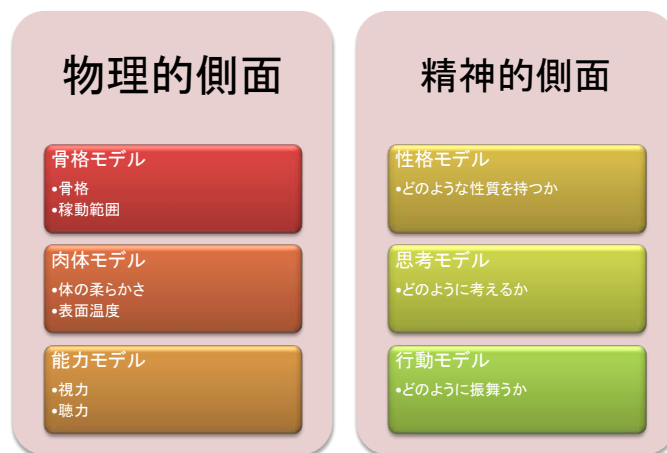 物理的側面
骨格モデル
•骨格
•稼動範囲
肉体モデル
•体の柔らかさ
•表面温度
能力モデル
•視力
•聴力
精神的側面
性格モデル
•どのような性質を持つか
思考モデル
•どのように考えるか
行動モデル
•どのように振舞うか